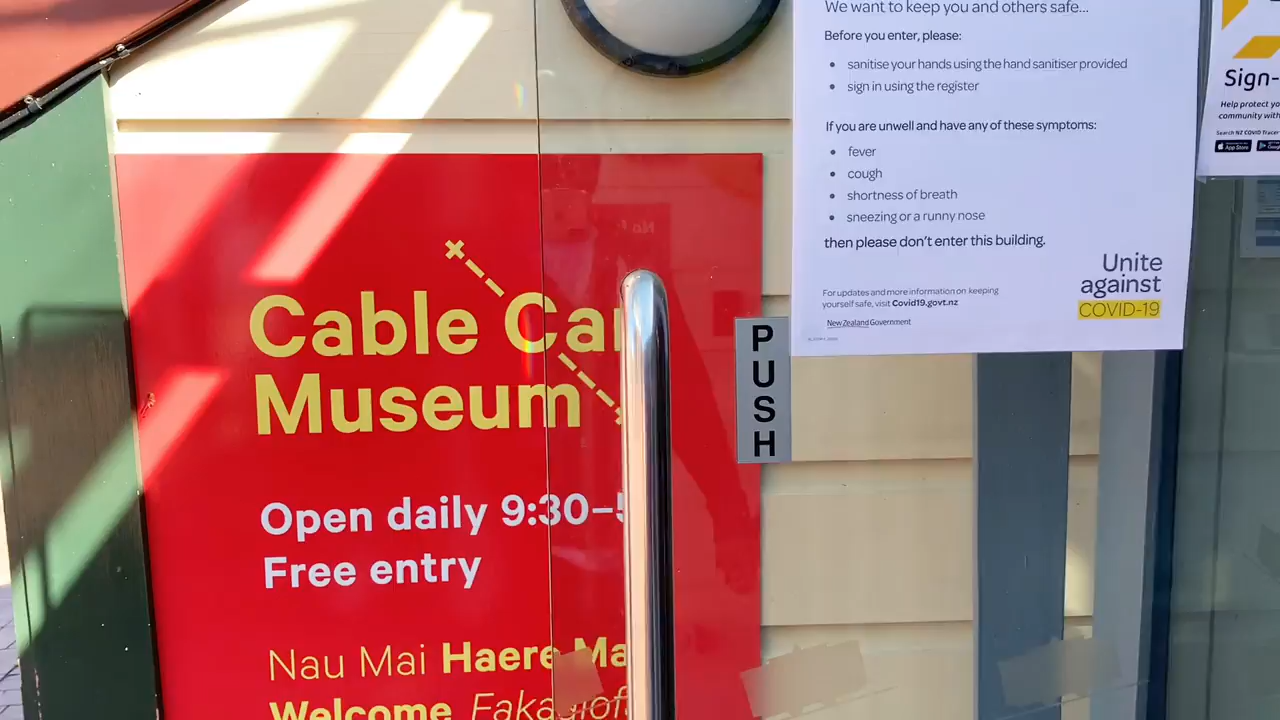 Cable Car
Museum
Open daily 9:30–5
Free entry
Nau Mai Haere Ma
Welcome Fakaalofa
PUSH
We want to keep you and others safe...
Before you enter, please:
• sanitise your hands using the hand sanitiser provided
• sign in using the register
If you are unwell and have any of these symptoms:
• fever
• cough
• shortness of breath
• sneezing or a runny nose
then please don't enter this building.
For updates and more information on keeping
yourself safe, visit Covid19.govt.nz
New Zealand Government
Unite
against
COVID-19
Sign-
Help protect yo
community with
Search NZ COVID Tracer
App Store
Goog